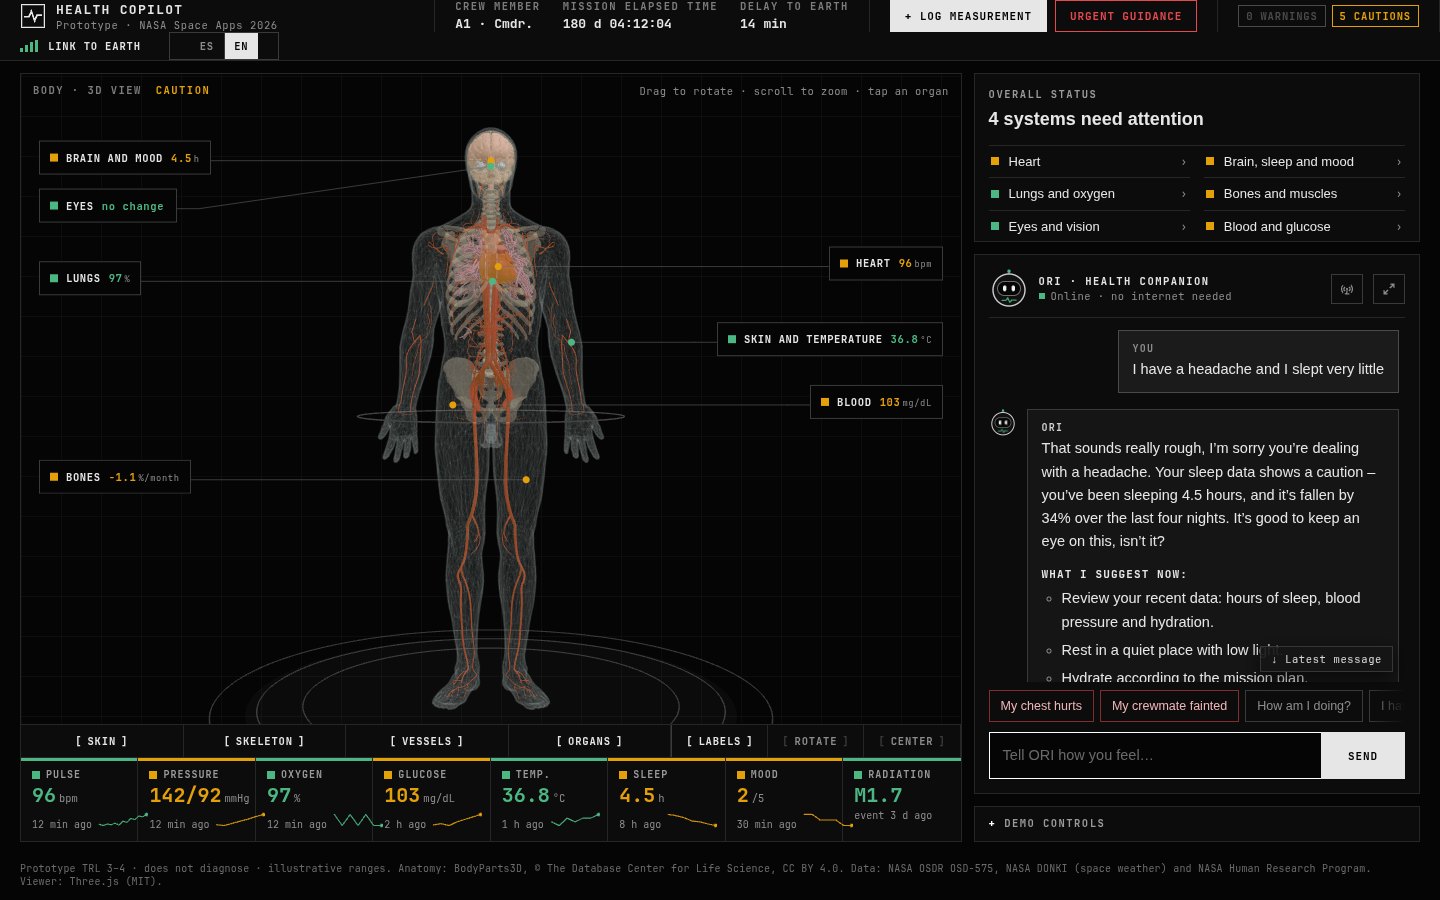 HEALTH COPILOT
Prototype · NASA Space Apps 2026
CREW MEMBER
A1 · Cmdr.
MISSION ELAPSED TIME
180 d 04:12:04
DELAY TO EARTH
14 min
+ LOG MEASUREMENT
URGENT GUIDANCE
0 WARNINGS
5 CAUTIONS
LINK TO EARTH
ES
EN
BODY · 3D VIEW CAUTION
Drag to rotate · scroll to zoom · tap an organ
BRAIN AND MOOD 4.5 h
EYES no change
LUNGS 97 %
HEART 96 bpm
SKIN AND TEMPERATURE 36.8 °C
BLOOD 103 mg/dL
BONES -1.1 %/month
[ SKIN ]
[ SKELETON ]
[ VESSELS ]
[ ORGANS ]
[ LABELS ]
[ ROTATE ]
[ CENTER ]
PULSE
96 bpm
12 min ago
PRESSURE
142/92 mmHg
12 min ago
OXYGEN
97 %
12 min ago
GLUCOSE
103 mg/dL
2 h ago
TEMP.
36.8 °C
1 h ago
SLEEP
4.5 h
8 h ago
MOOD
2 /5
30 min ago
RADIATION
M1.7
event 3 d ago
OVERALL STATUS
4 systems need attention
Heart ›
Brain, sleep and mood ›
Lungs and oxygen ›
Bones and muscles ›
Eyes and vision ›
Blood and glucose ›
ORI · HEALTH COMPANION
Online · no internet needed
YOU
I have a headache and I slept very little
ORI
That sounds really rough, I’m sorry you’re dealing
with a headache. Your sleep data shows a caution –
you’ve been sleeping 4.5 hours, and it’s fallen by
34% over the last four nights. It’s good to keep an
eye on this, isn’t it?
WHAT I SUGGEST NOW:
Review your recent data: hours of sleep, blood
pressure and hydration.
Rest in a quiet place with low light.
↓ Latest message
Hydrate according to the mission plan.
My chest hurts
My crewmate fainted
How am I doing?
Tell ORI how you feel…
SEND
+ DEMO CONTROLS
Prototype TRL 3-4 · does not diagnose · illustrative ranges. Anatomy: BodyParts3D, © The Database Center for Life Science, CC BY 4.0. Data: NASA OSDR OSD-575, NASA DONKI (space weather) and NASA Human Research Program.
Viewer: Three.js (MIT).